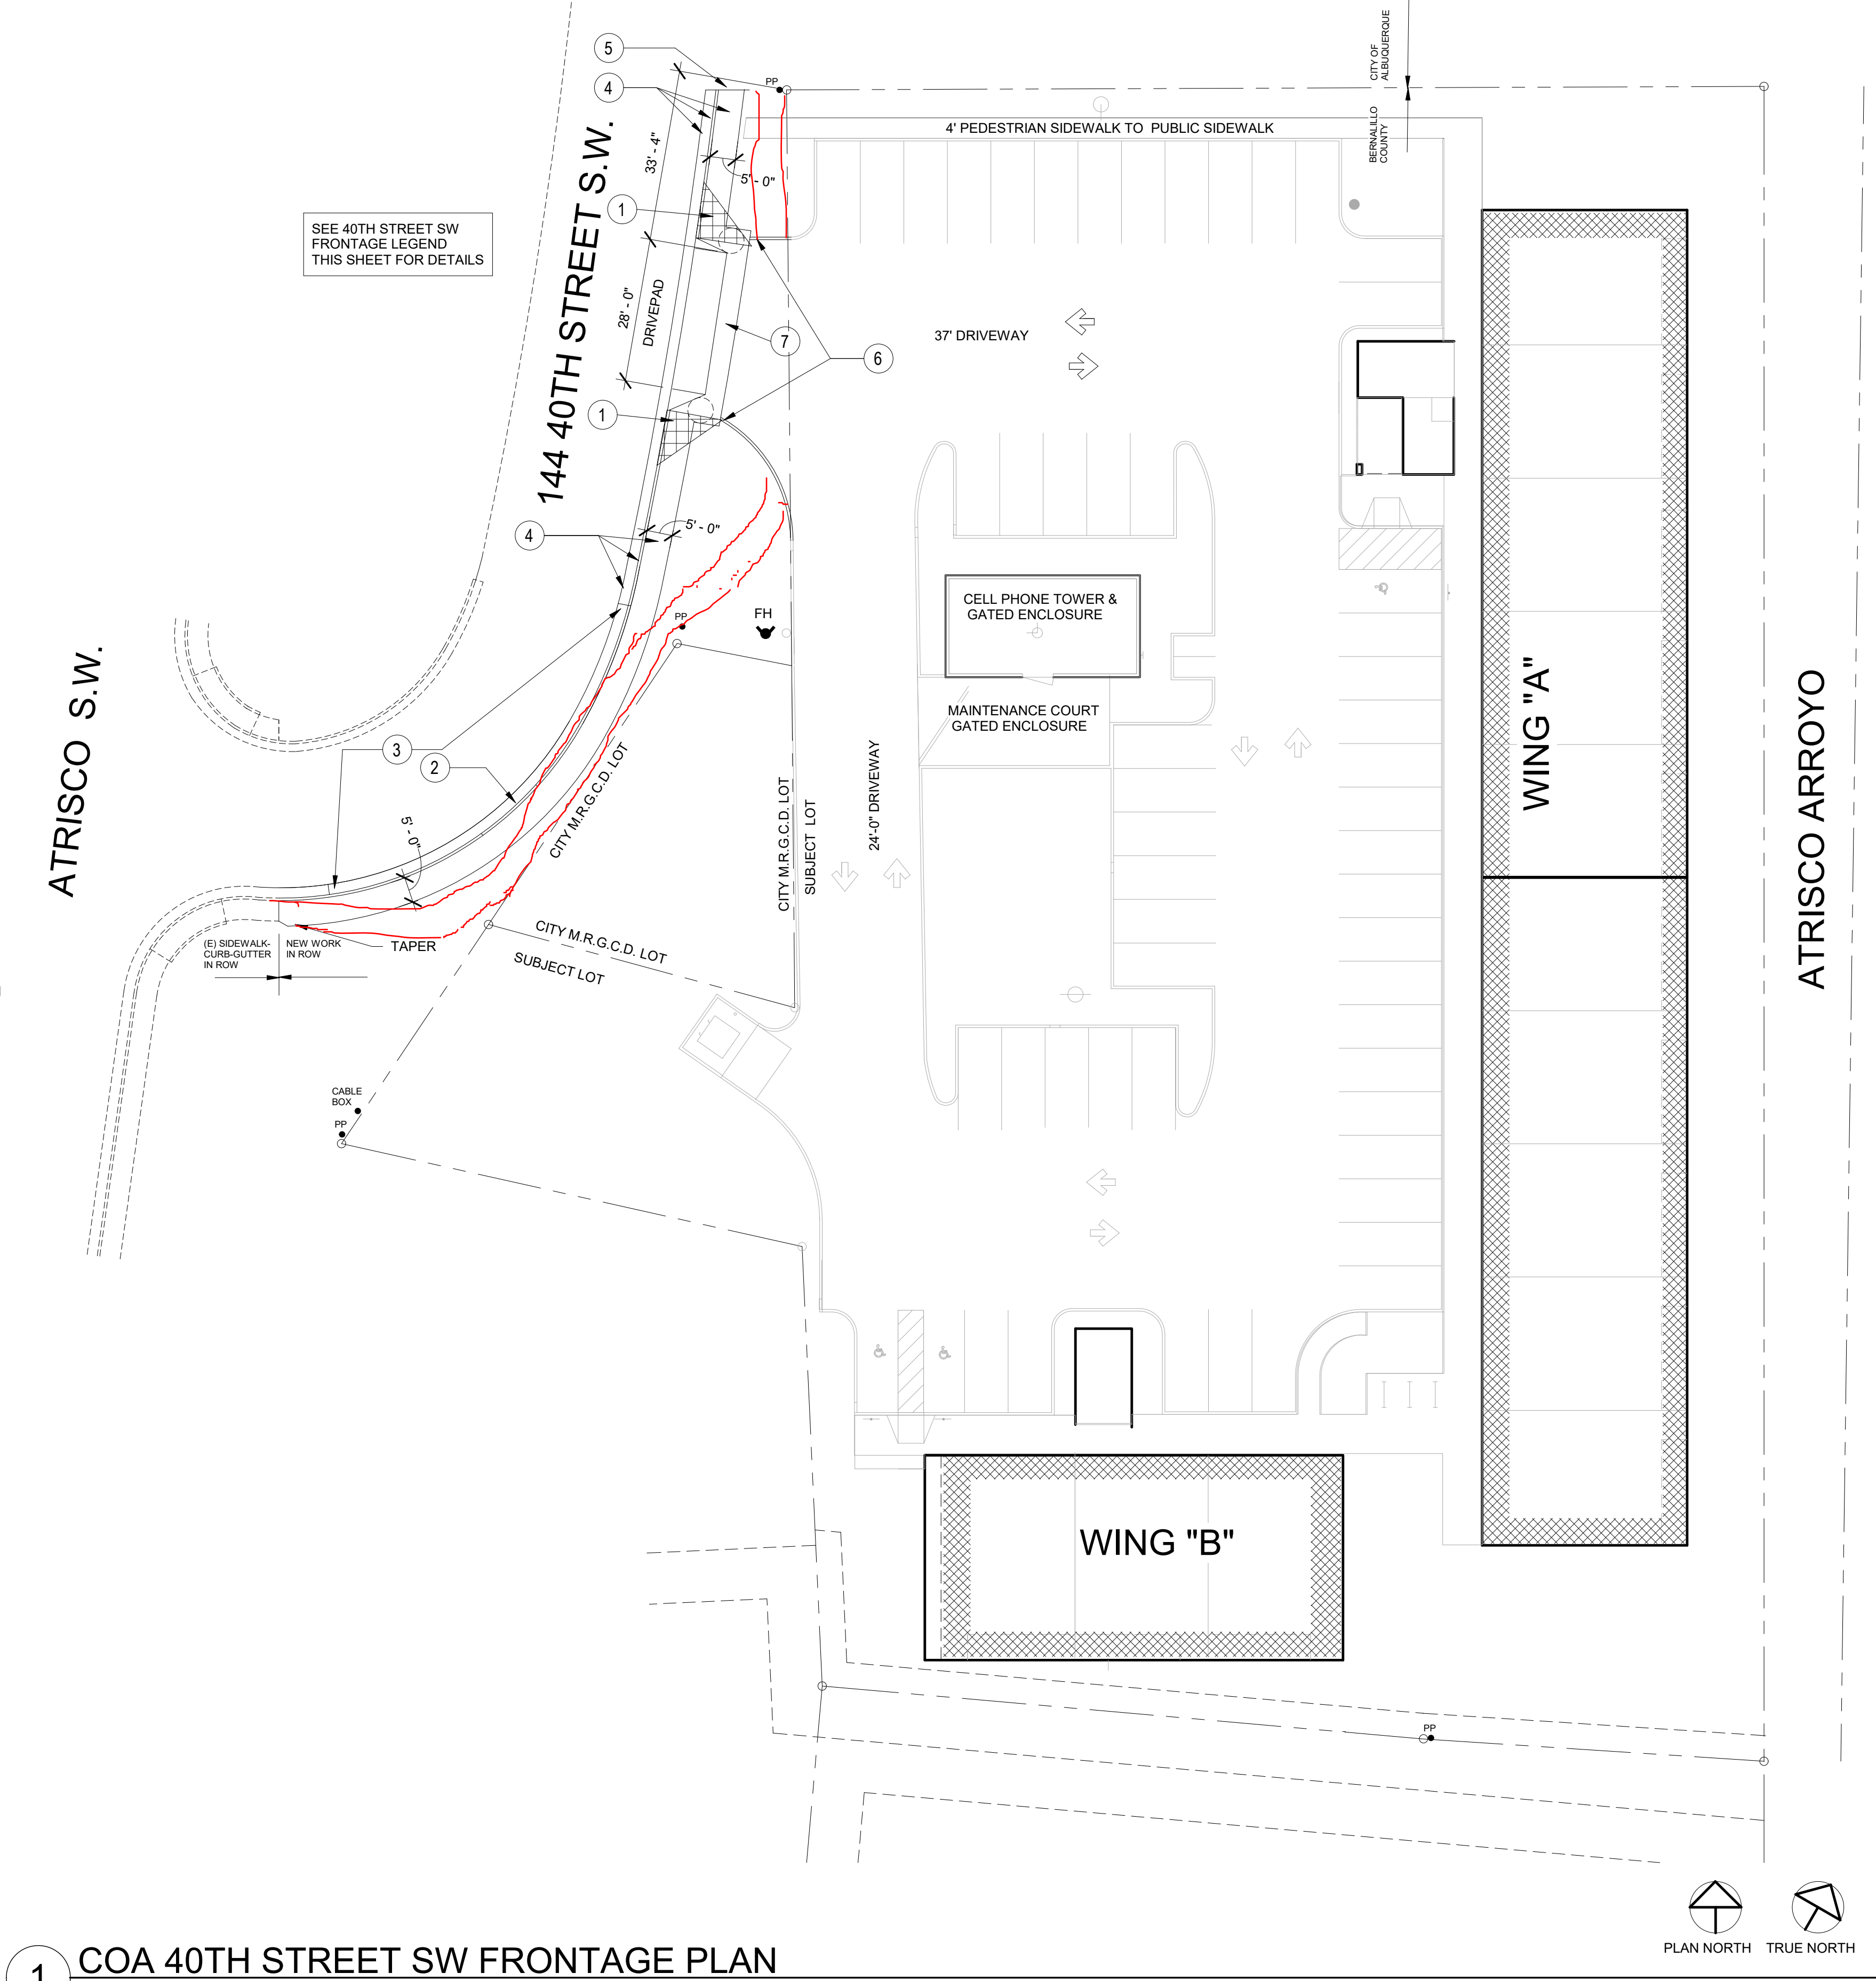 5
4
PP
CITY OF
ALBUQUERQUE
BERNALILLO
COUNTY
4' PEDESTRIAN SIDEWALK TO  PUBLIC SIDEWALK
33' - 4"
5' - 0"
1
144 40TH STREET S.W.
SEE 40TH STREET SW
FRONTAGE LEGEND
THIS SHEET FOR DETAILS
28' - 0"
DRIVEPAD
7
6
37' DRIVEWAY
1
4
5' - 0"
PP
FH
CELL PHONE TOWER &
GATED ENCLOSURE
MAINTENANCE COURT
GATED ENCLOSURE
ATRISCO  S.W.
3
2
5' - 0"
CITY M.R.G.C.D. LOT
CITY M.R.G.C.D. LOT
SUBJECT  LOT
24'-0" DRIVEWAY
WING "A"
ATRISCO ARROYO
(E) SIDEWALK-
CURB-GUTTER
IN ROW
NEW WORK
IN ROW
TAPER
CITY M.R.G.C.D. LOT
SUBJECT LOT
CABLE
BOX
PP
WING "B"
PP
PLAN NORTH
TRUE NORTH
1
COA 40TH STREET SW FRONTAGE PLAN